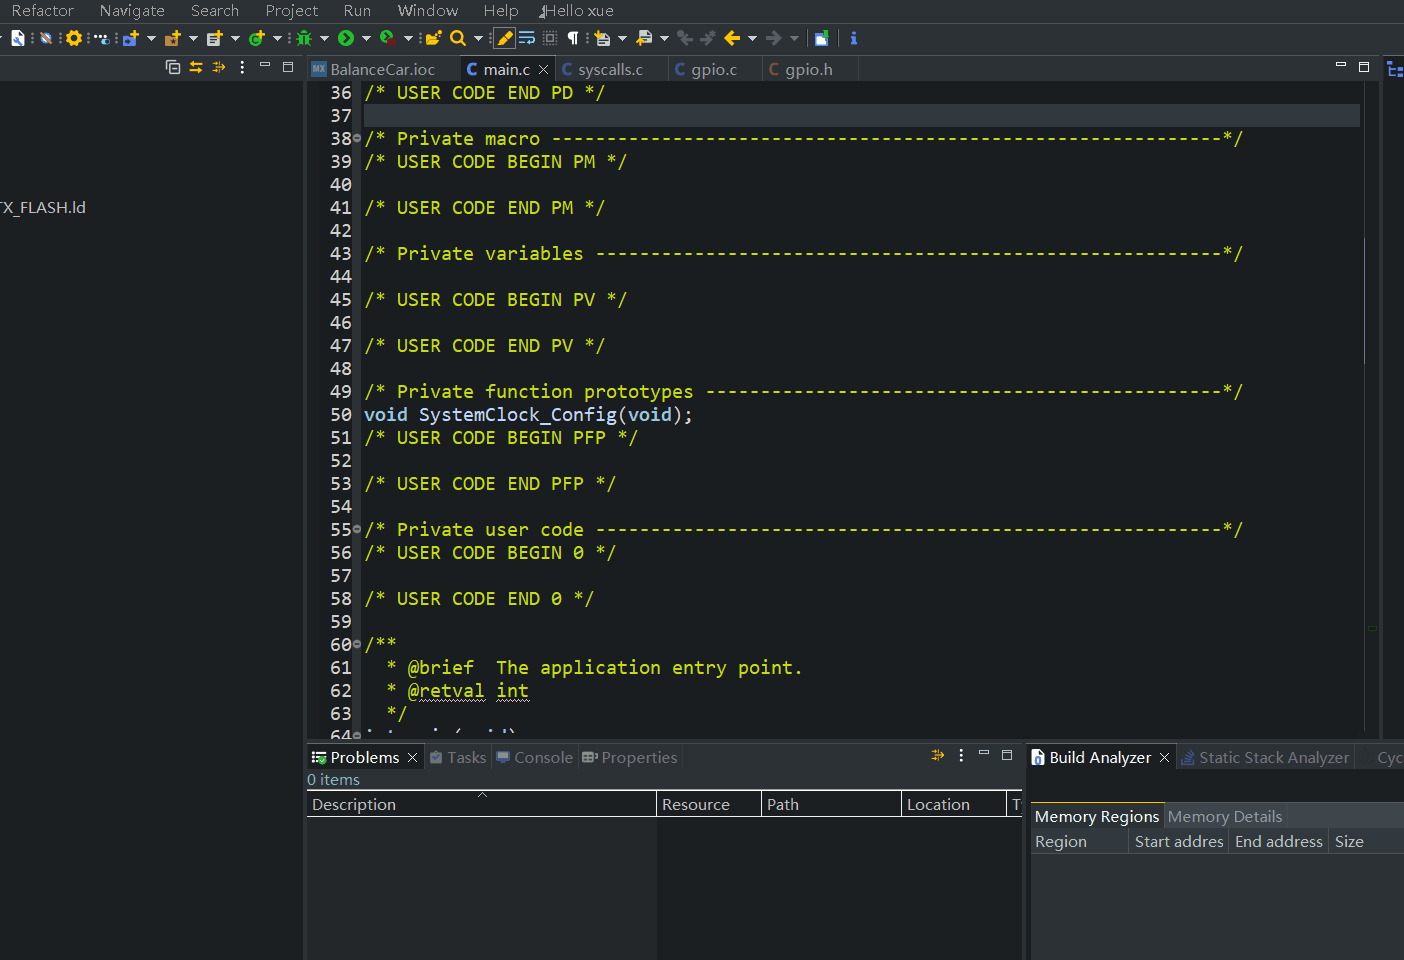 Refactor Navigate Search Project Run Window Help Hello xue
BalanceCar.ioc main.c syscalls.c gpio.c gpio.h
TX_FLASH.ld
36 /* USER CODE END PD */
37
38 /* Private macro -------------------------------------------------------------*/
39 /* USER CODE BEGIN PM */
40
41 /* USER CODE END PM */
42
43 /* Private variables ---------------------------------------------------------*/
44
45 /* USER CODE BEGIN PV */
46
47 /* USER CODE END PV */
48
49 /* Private function prototypes -----------------------------------------------*/
50 void SystemClock_Config(void);
51 /* USER CODE BEGIN PFP */
52
53 /* USER CODE END PFP */
54
55 /* Private user code ---------------------------------------------------------*/
56 /* USER CODE BEGIN 0 */
57
58 /* USER CODE END 0 */
59
60 /**
61 * @brief  The application entry point.
62 * @retval int
63 */
64
Problems Tasks Console Properties
0 items
Description Resource Path Location
Build Analyzer Static Stack Analyzer Cyc
Memory Regions Memory Details
Region Start addres End address Size